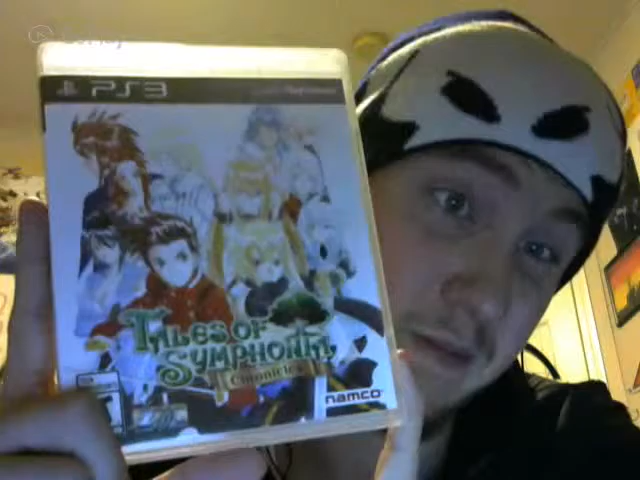 PS3
TALES OF
SYMPHONIA
CHRONICLES
namco